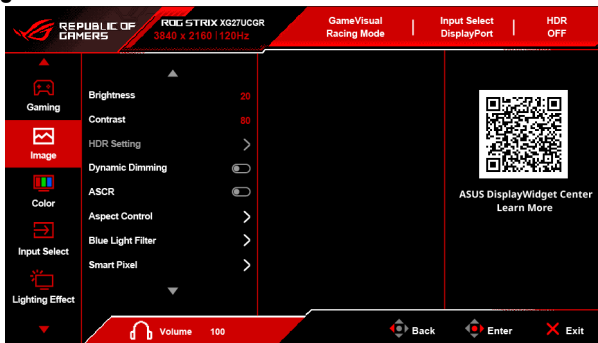 REPUBLIC OF
GAMERS
ROG STRIX XG27UCGR
3840 x 2160 | 120Hz
GameVisual
Racing Mode
Input Select
DisplayPort
HDR
OFF
Gaming
Image
Color
Input Select
Lighting Effect
Brightness 20
Contrast 80
HDR Setting
Dynamic Dimming
ASCR
Aspect Control
Blue Light Filter
Smart Pixel
ASUS DisplayWidget Center
Learn More
Volume 100
Back
Enter
Exit